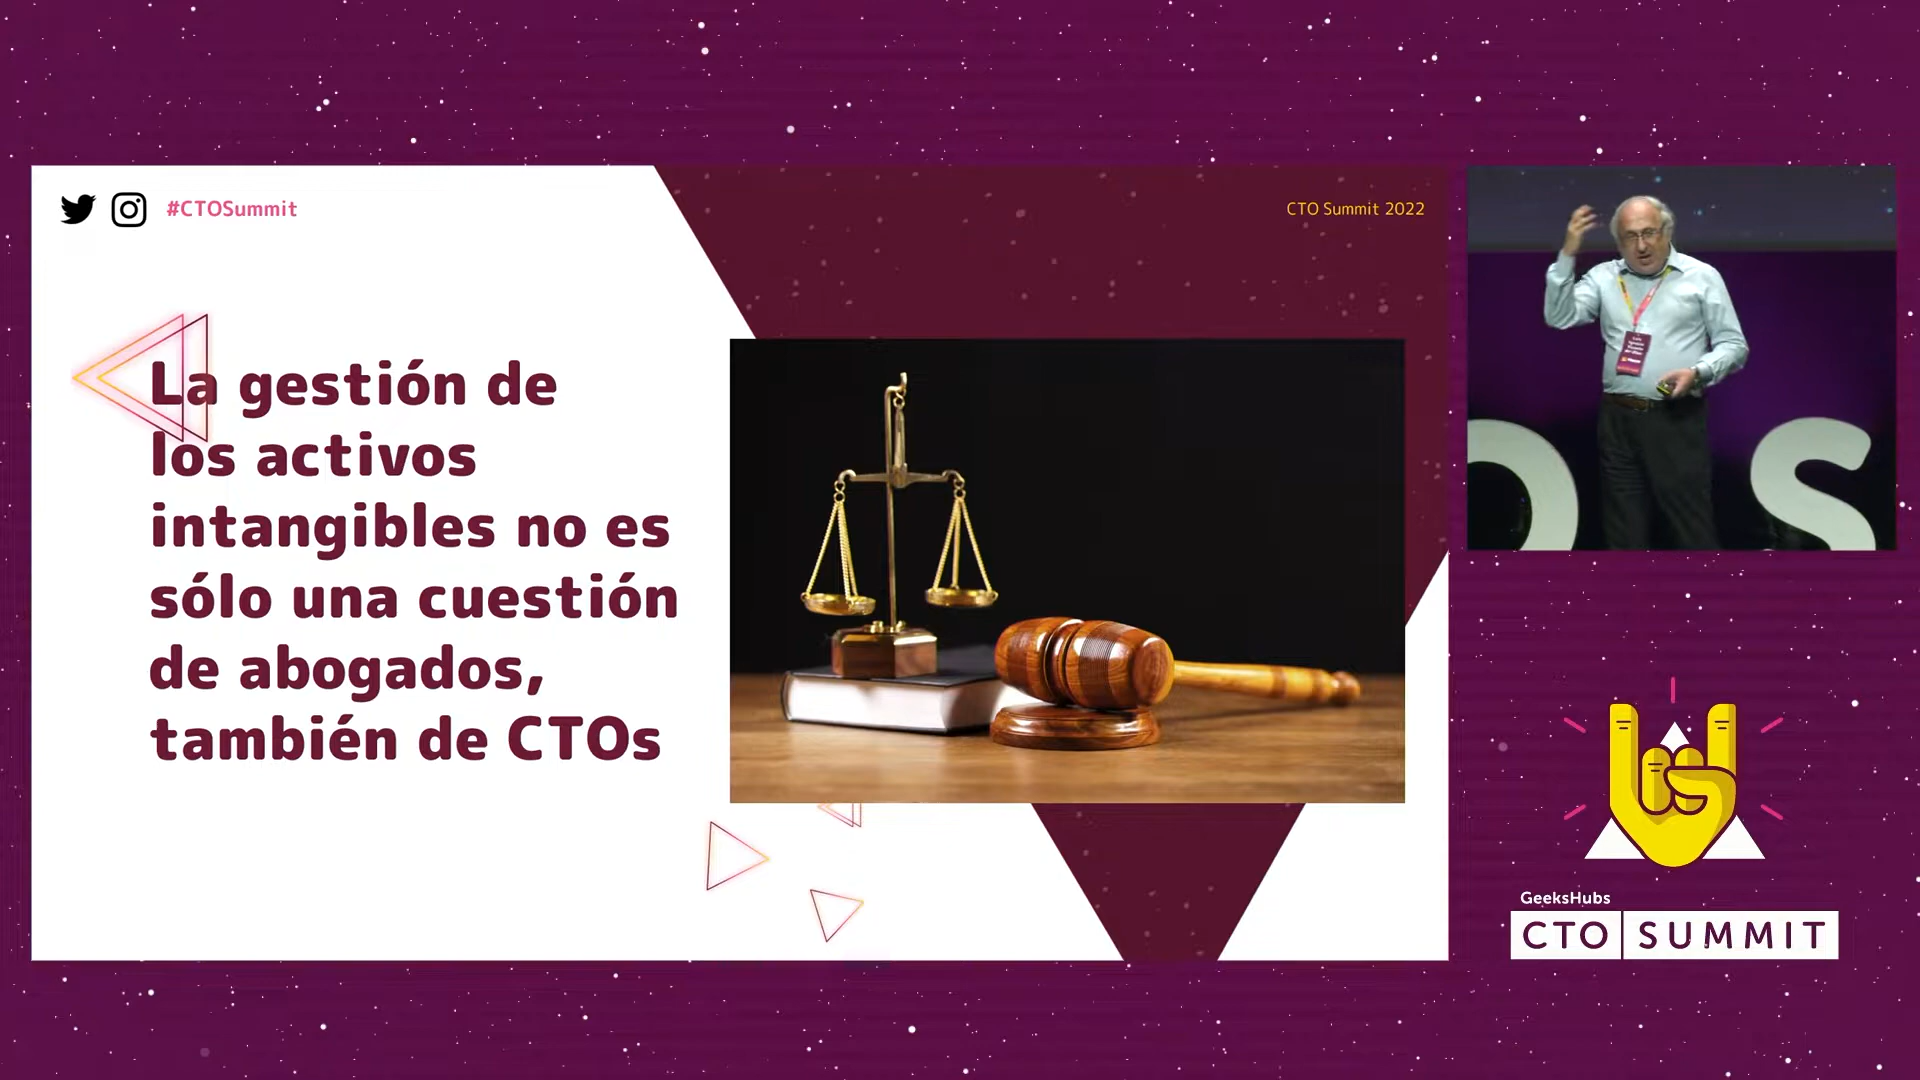 #CTOSummit
CTO Summit 2022
La gestión de
los activos
intangibles no es
sólo una cuestión
de abogados,
también de CTOs
O S
GeeksHubs
CTO SUMMIT